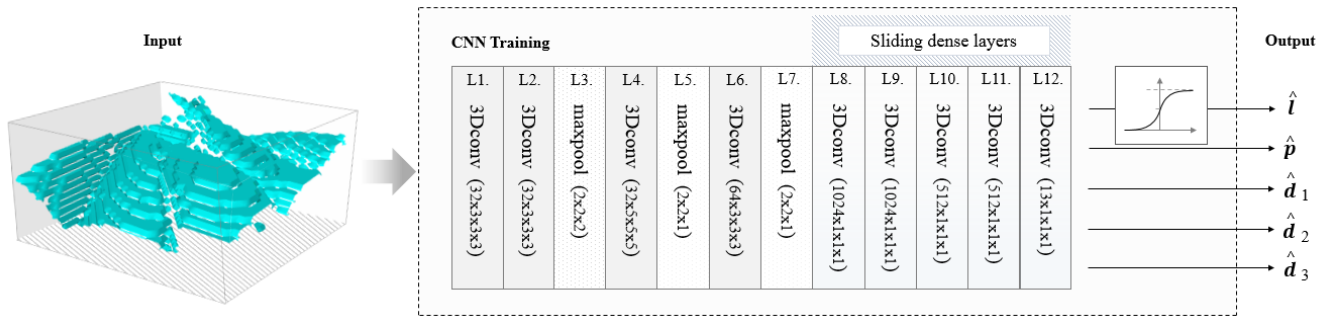 Input
CNN Training
Sliding dense layers
Output
L1.
3Dconv (32x3x3x3)
L2.
3Dconv (32x3x3x3)
L3.
maxpool (2x2x2)
L4.
3Dconv (32x5x5x5)
L5.
maxpool (2x2x1)
L6.
3Dconv (64x3x3x3)
L7.
maxpool (2x2x1)
L8.
3Dconv (1024x1x1x1)
L9.
3Dconv (1024x1x1x1)
L10.
3Dconv (512x1x1x1)
L11.
3Dconv (512x1x1x1)
L12.
3Dconv (13x1x1x1)
l̂
p̂
d̂ 1
d̂ 2
d̂ 3